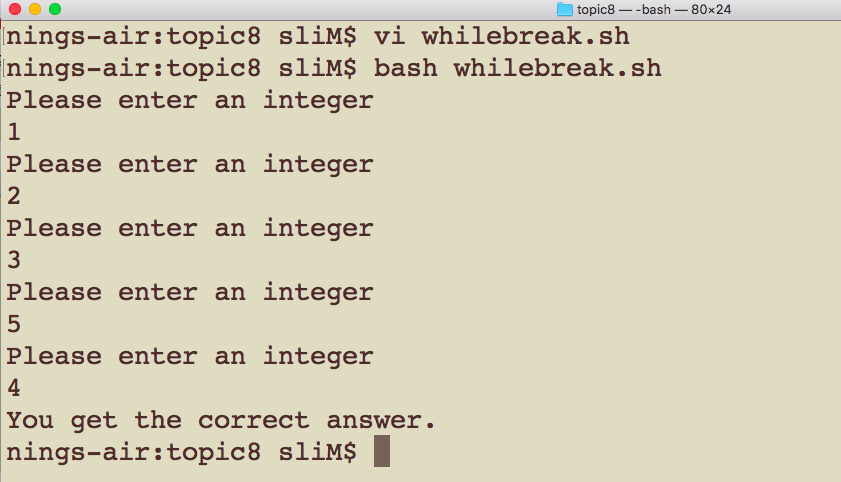 topic8 — -bash — 80×24
nings-air:topic8 sliM$ vi whilebreak.sh
nings-air:topic8 sliM$ bash whilebreak.sh
Please enter an integer
1
Please enter an integer
2
Please enter an integer
3
Please enter an integer
5
Please enter an integer
4
You get the correct answer.
nings-air:topic8 sliM$